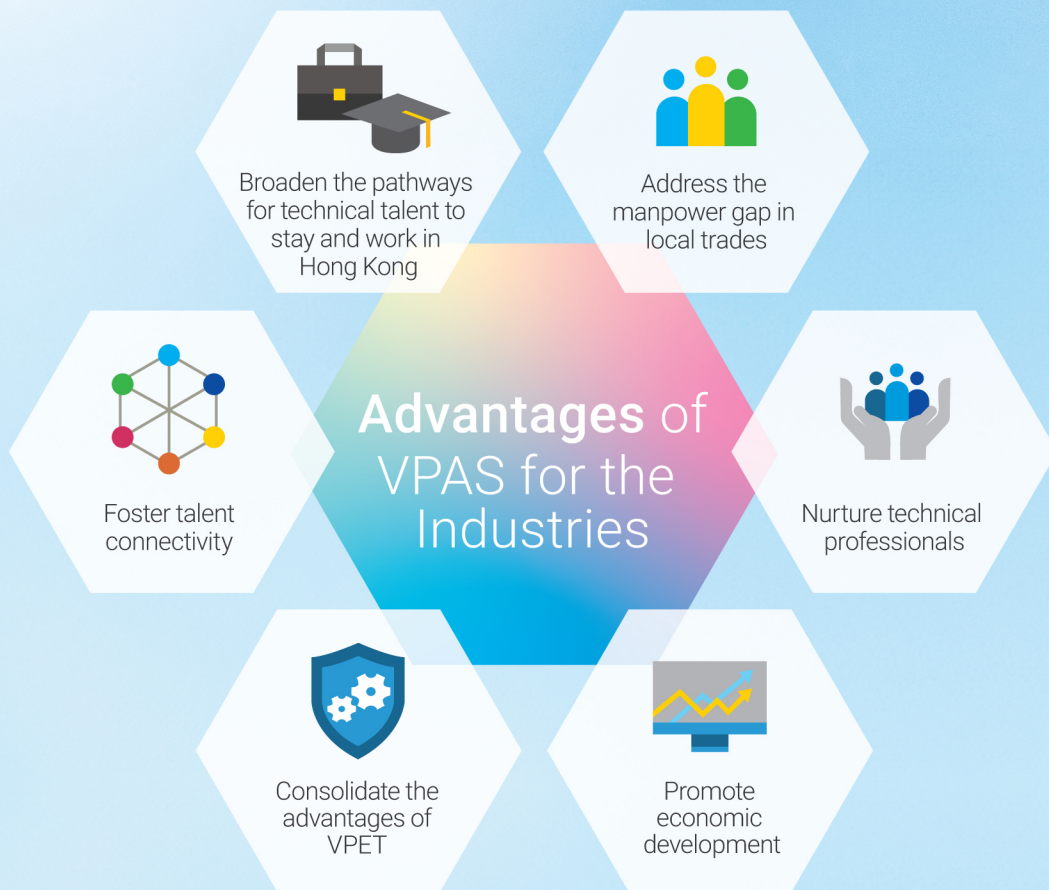 Broaden the pathways
for technical talent to
stay and work in
Hong Kong
Address the
manpower gap in
local trades
Foster talent
connectivity
Advantages of
VPAS for the
Industries
Nurture technical
professionals
Consolidate the
advantages of
VPET
Promote
economic
development